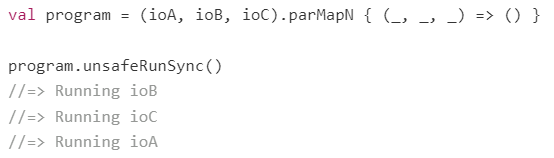 val program = (ioA, ioB, ioC).parMapN { (_, _, _) => () }
program.unsafeRunSync()
//=> Running ioB
//=> Running ioC
//=> Running ioA